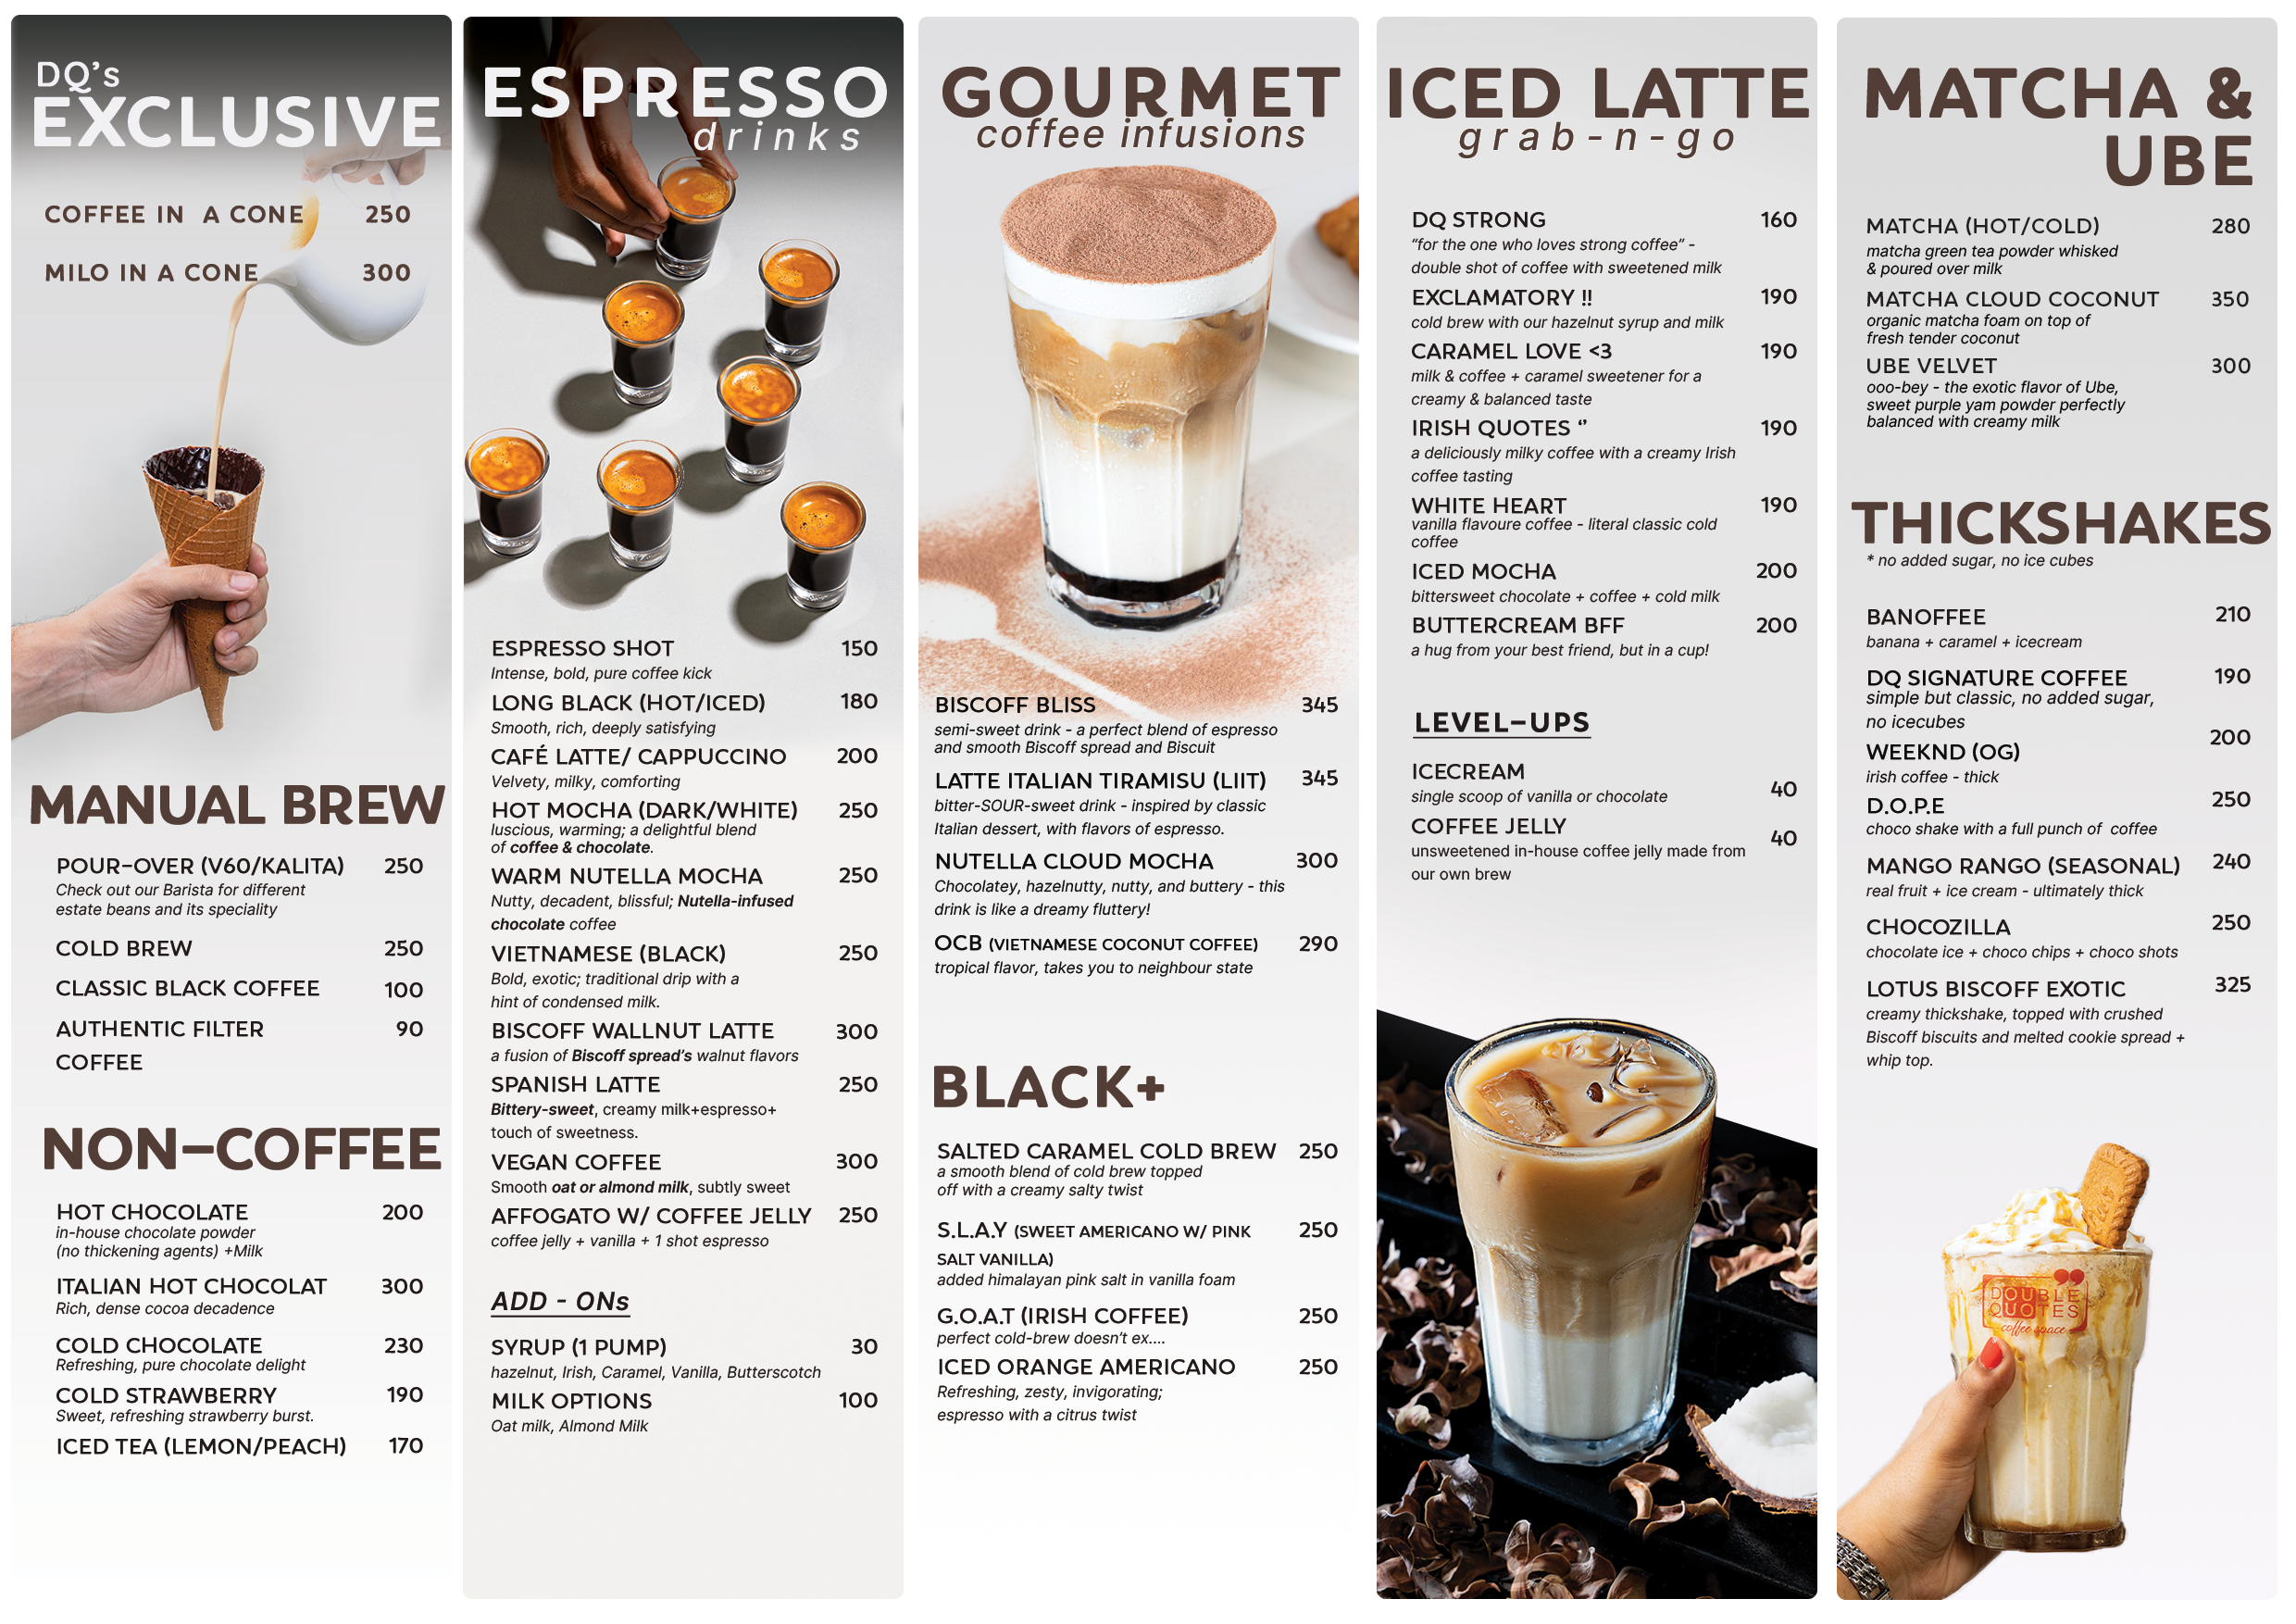 DQ's
EXCLUSIVE
COFFEE IN A CONE 250
MILO IN A CONE 300
MANUAL BREW
POUR-OVER (V60/KALITA) 250
Check out our Barista for different
estate beans and its speciality
COLD BREW 250
CLASSIC BLACK COFFEE 100
AUTHENTIC FILTER 90
COFFEE
NON-COFFEE
HOT CHOCOLATE 200
in-house chocolate powder
(no thickening agents) +Milk
ITALIAN HOT CHOCOLAT 300
Rich, dense cocoa decadence
COLD CHOCOLATE 230
Refreshing, pure chocolate delight
COLD STRAWBERRY 190
Sweet, refreshing strawberry burst.
ICED TEA (LEMON/PEACH) 170
ESPRESSO
drinks
ESPRESSO SHOT 150
Intense, bold, pure coffee kick
LONG BLACK (HOT/ICED) 180
Smooth, rich, deeply satisfying
CAFÉ LATTE/ CAPPUCCINO 200
Velvety, milky, comforting
HOT MOCHA (DARK/WHITE) 250
luscious, warming; a delightful blend
of coffee & chocolate.
WARM NUTELLA MOCHA 250
Nutty, decadent, blissful; Nutella-infused
chocolate coffee
VIETNAMESE (BLACK) 250
Bold, exotic; traditional drip with a
hint of condensed milk.
BISCOFF WALLNUT LATTE 300
a fusion of Biscoff spread's walnut flavors
SPANISH LATTE 250
Bittery-sweet, creamy milk+espresso+
touch of sweetness.
VEGAN COFFEE 300
Smooth oat or almond milk, subtly sweet
AFFOGATO W/ COFFEE JELLY 250
coffee jelly + vanilla + 1 shot espresso
ADD - ONs
SYRUP (1 PUMP) 30
hazelnut, Irish, Caramel, Vanilla, Butterscotch
MILK OPTIONS 100
Oat milk, Almond Milk
GOURMET
coffee infusions
BISCOFF BLISS 345
semi-sweet drink - a perfect blend of espresso
and smooth Biscoff spread and Biscuit
LATTE ITALIAN TIRAMISU (LIIT) 345
bitter-SOUR-sweet drink - inspired by classic
Italian dessert, with flavors of espresso.
NUTELLA CLOUD MOCHA 300
Chocolatey, hazelnutty, nutty, and buttery - this
drink is like a dreamy fluttery!
OCB (VIETNAMESE COCONUT COFFEE) 290
tropical flavor, takes you to neighbour state
BLACK+
SALTED CARAMEL COLD BREW 250
a smooth blend of cold brew topped
off with a creamy salty twist
S.L.A.Y (SWEET AMERICANO W/ PINK 250
SALT VANILLA)
added himalayan pink salt in vanilla foam
G.O.A.T (IRISH COFFEE) 250
perfect cold-brew doesn't ex....
ICED ORANGE AMERICANO 250
Refreshing, zesty, invigorating;
espresso with a citrus twist
ICED LATTE
grab-n-go
DQ STRONG 160
"for the one who loves strong coffee" -
double shot of coffee with sweetened milk
EXCLAMATORY !! 190
cold brew with our hazelnut syrup and milk
CARAMEL LOVE <3 190
milk & coffee + caramel sweetener for a
creamy & balanced taste
IRISH QUOTES ‘’ 190
a deliciously milky coffee with a creamy Irish
coffee tasting
WHITE HEART 190
vanilla flavoure coffee - literal classic cold
coffee
ICED MOCHA 200
bittersweet chocolate + coffee + cold milk
BUTTERCREAM BFF 200
a hug from your best friend, but in a cup!
LEVEL-UPS
ICECREAM 40
single scoop of vanilla or chocolate
COFFEE JELLY 40
unsweetened in-house coffee jelly made from
our own brew
MATCHA &
UBE
MATCHA (HOT/COLD) 280
matcha green tea powder whisked
& poured over milk
MATCHA CLOUD COCONUT 350
organic matcha foam on top of
fresh tender coconut
UBE VELVET 300
ooo-bey - the exotic flavor of Ube,
sweet purple yam powder perfectly
balanced with creamy milk
THICKSHAKES
* no added sugar, no ice cubes
BANOFFEE 210
banana + caramel + icecream
DQ SIGNATURE COFFEE 190
simple but classic, no added sugar,
no icecubes
WEEKND (OG) 200
irish coffee - thick
D.O.P.E 250
choco shake with a full punch of coffee
MANGO RANGO (SEASONAL) 240
real fruit + ice cream - ultimately thick
CHOCOZILLA 250
chocolate ice + choco chips + choco shots
LOTUS BISCOFF EXOTIC 325
creamy thickshake, topped with crushed
Biscoff biscuits and melted cookie spread +
whip top.
DOUBLE
QUOTES
coffee space